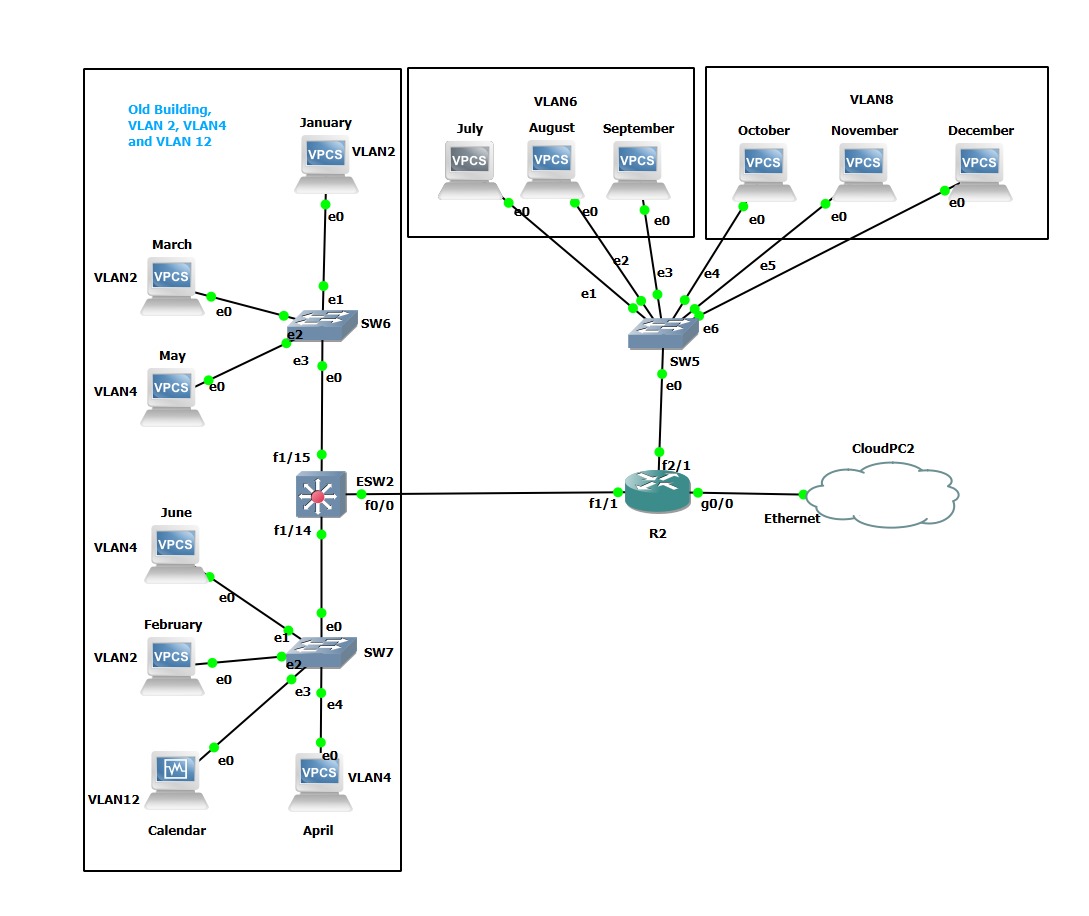 Old Building,
VLAN 2, VLAN4
and VLAN 12
January
VPCS
VLAN2
e0
March
VLAN2
VPCS
e0
e1
SW6
e2
e3
e0
May
VLAN4
VPCS
e0
f1/15
ESW2
f0/0
f1/14
June
VLAN4
VPCS
e0
February
VLAN2
VPCS
e0
e0
e1
SW7
e2
e3
e4
e0
VLAN12
Calendar
e0
VPCS
VLAN4
April
VLAN6
July
August
September
VPCS
VPCS
VPCS
e0
e0
e0
VLAN8
October
November
December
VPCS
VPCS
VPCS
e0
e0
e0
e1
e2
e3
e4
e5
e6
SW5
e0
f2/1
f1/1
g0/0
R2
CloudPC2
Ethernet